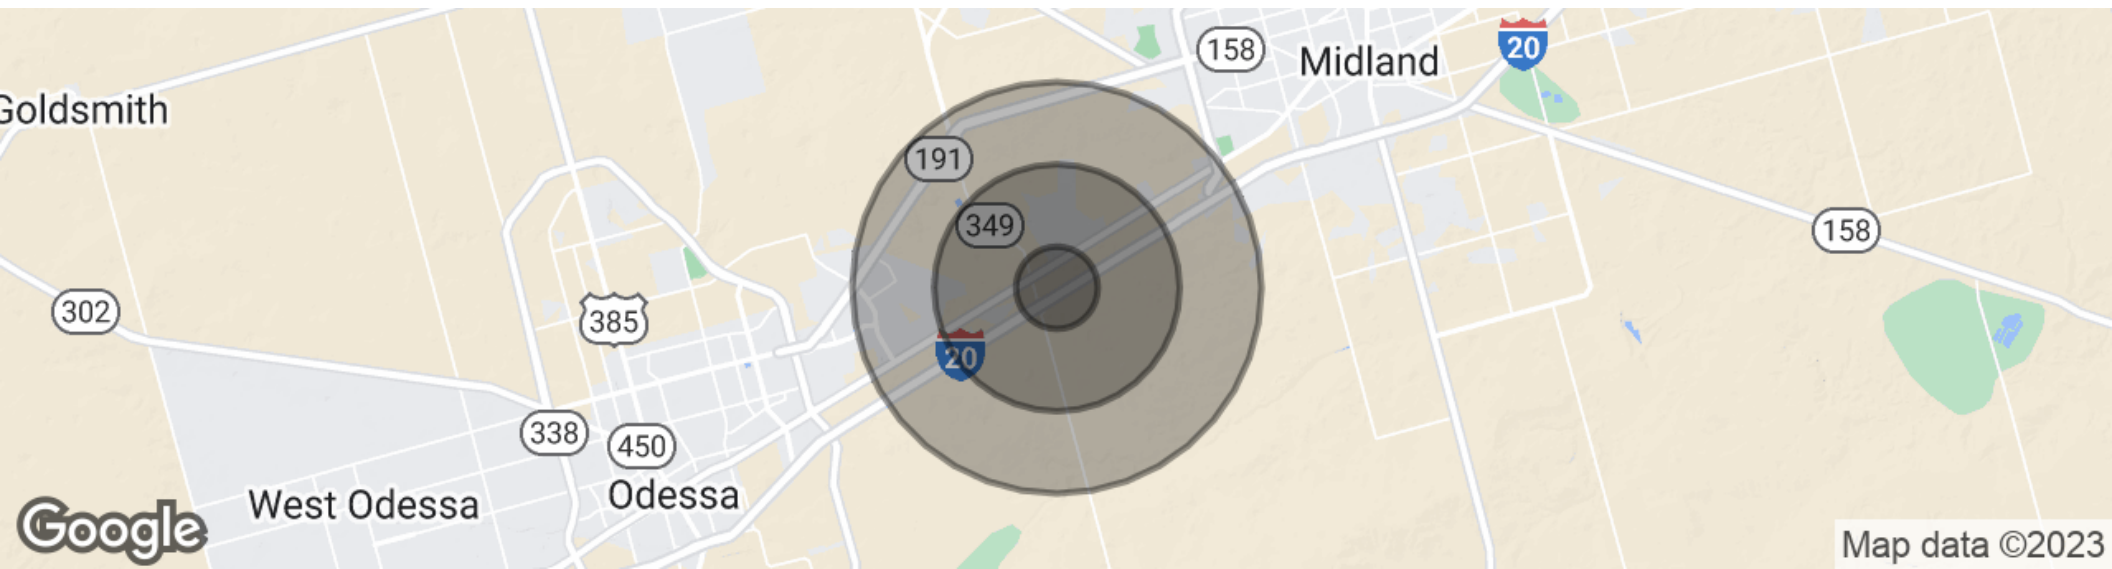 158
Midland
20
Goldsmith
191
349
158
302
385
20
338
450
West Odessa
Odessa
Google
Map data ©2023